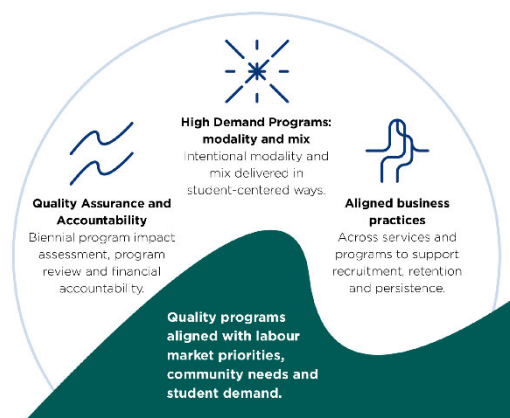 High Demand Programs:
modality and mix
Intentional modality and
mix delivered in
student-centered ways.
Quality Assurance and
Accountability
Biennial program impact
assessment, program
review and financial
accountability.
Aligned business
practices
Across services and
programs to support
recruitment, retention
and persistence.
Quality programs
aligned with labour
market priorities,
community needs and
student demand.